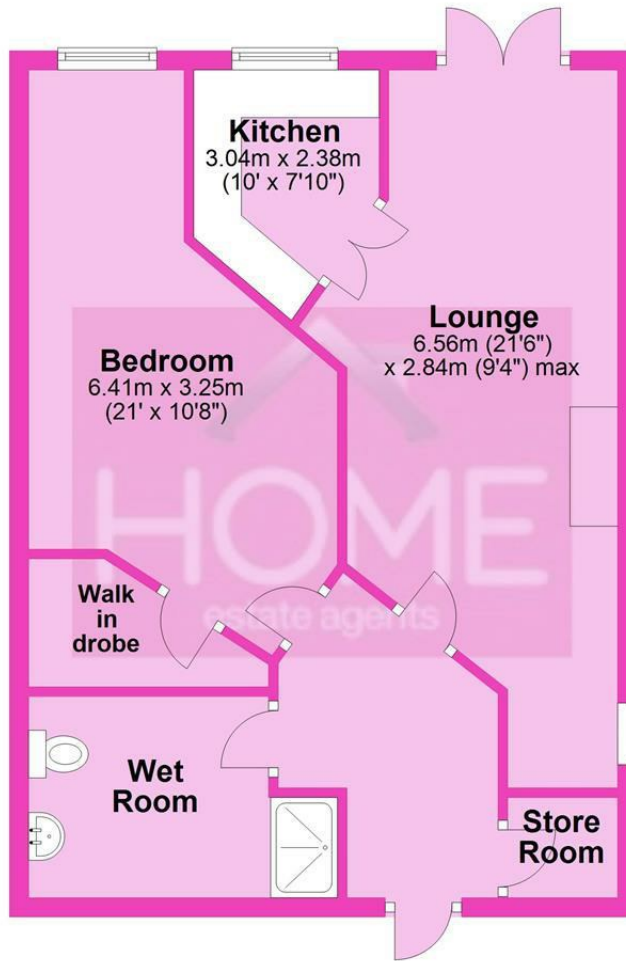 Kitchen
3.04m x 2.38m
(10' x 7'10")
Lounge
6.56m (21'6")
x 2.84m (9'4") max
Bedroom
6.41m x 3.25m
(21' x 10'8")
HOME
estate agents
Walk
in
drobe
Wet
Room
Store
Room